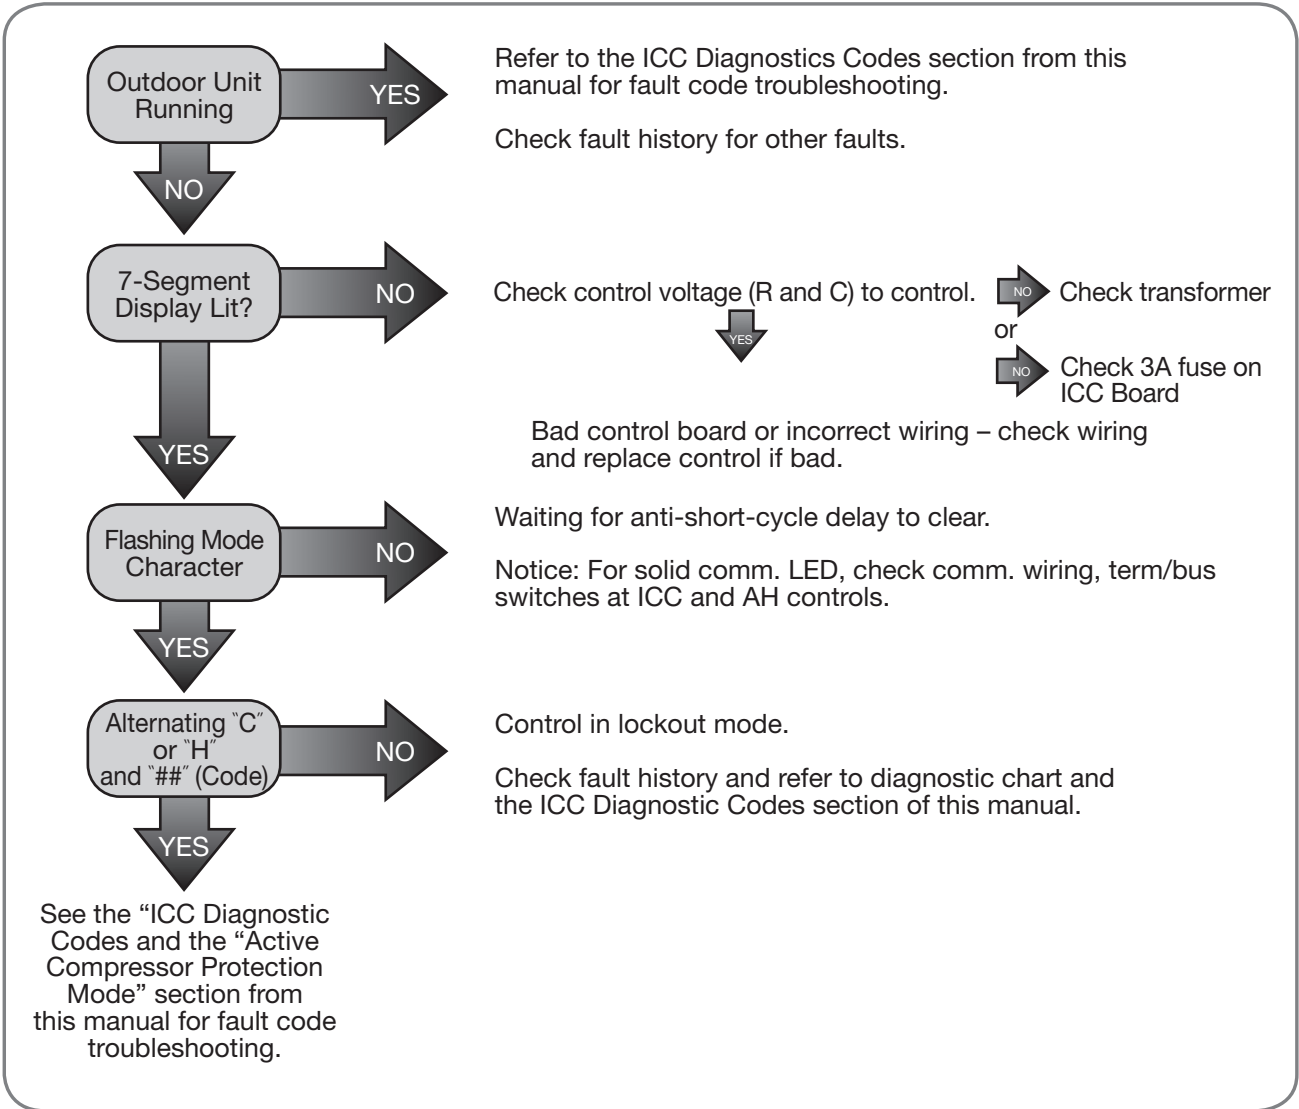 Outdoor Unit
Running
YES
Refer to the ICC Diagnostics Codes section from this
manual for fault code troubleshooting.
Check fault history for other faults.
NO
7-Segment
Display Lit?
NO
Check control voltage (R and C) to control.
NO
Check transformer
or
YES
NO
Check 3A fuse on
ICC Board
Bad control board or incorrect wiring – check wiring
and replace control if bad.
YES
Flashing Mode
Character
NO
Waiting for anti-short-cycle delay to clear.
Notice: For solid comm. LED, check comm. wiring, term/bus
switches at ICC and AH controls.
YES
Alternating "C"
or "H"
and "##" (Code)
NO
Control in lockout mode.
Check fault history and refer to diagnostic chart and
the ICC Diagnostic Codes section of this manual.
YES
See the “ICC Diagnostic
Codes and the “Active
Compressor Protection
Mode” section from
this manual for fault code
troubleshooting.